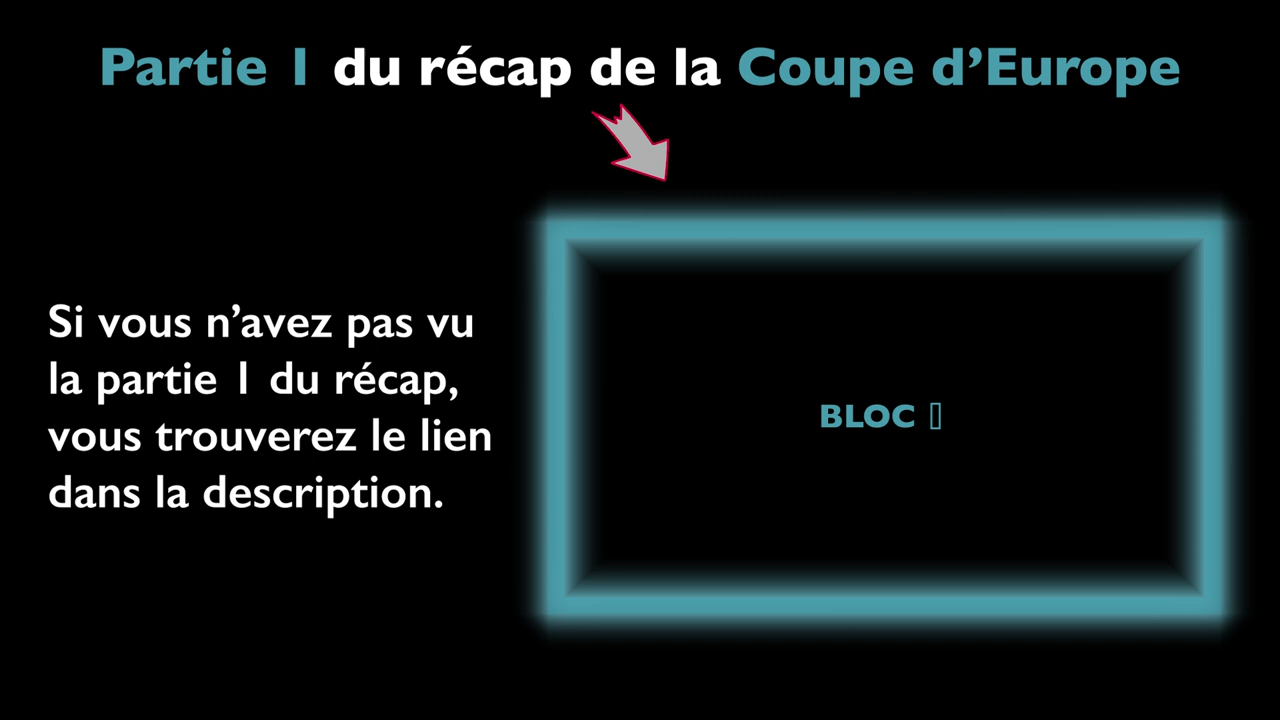 Partie 1 du récap de la Coupe d’Europe
Si vous n’avez pas vu
la partie 1 du récap,
vous trouverez le lien
dans la description.
BLOC